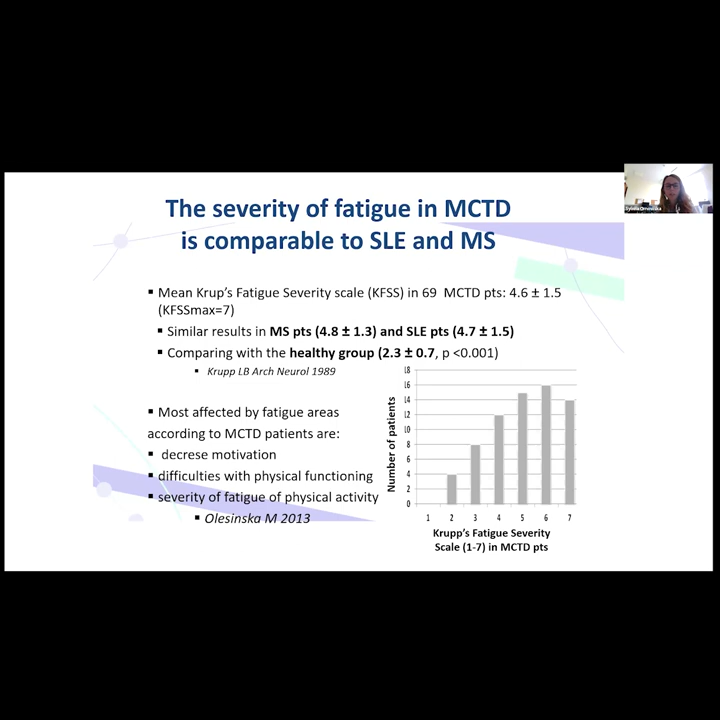 The severity of fatigue in MCTD
is comparable to SLE and MS
▪ Mean Krup's Fatigue Severity scale (KFSS) in 69 MCTD pts: 4.6 ± 1.5
(KFSSmax=7)
▪ Similar results in MS pts (4.8 ± 1.3) and SLE pts (4.7 ± 1.5)
▪ Comparing with the healthy group (2.3 ± 0.7, p <0.001)
▪ Krupp LB Arch Neurol 1989
▪ Most affected by fatigue areas
according to MCTD patients are:
▪ decrese motivation
▪ difficulties with physical functioning
▪ severity of fatigue of physical activity
▪ Olesinska M 2013
Number of patients
18
16
14
12
10
8
6
4
2
0
1 2 3 4 5 6 7
Krupp's Fatigue Severity
Scale (1-7) in MCTD pts